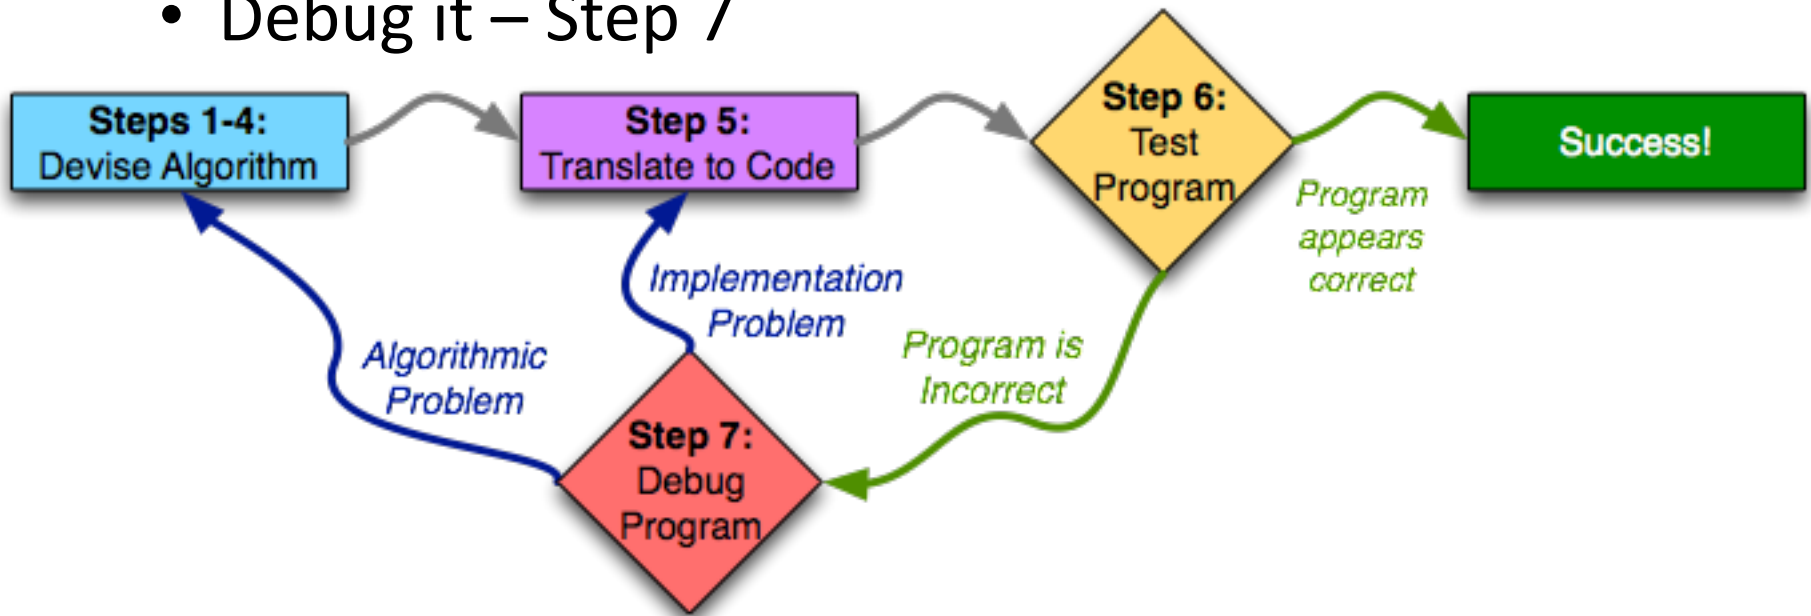 • Debug it – Step 7
Steps 1-4:
Devise Algorithm
Step 5:
Translate to Code
Step 6:
Test
Program
Success!
Program
appears
correct
Implementation
Problem
Algorithmic
Problem
Program is
Incorrect
Step 7:
Debug
Program